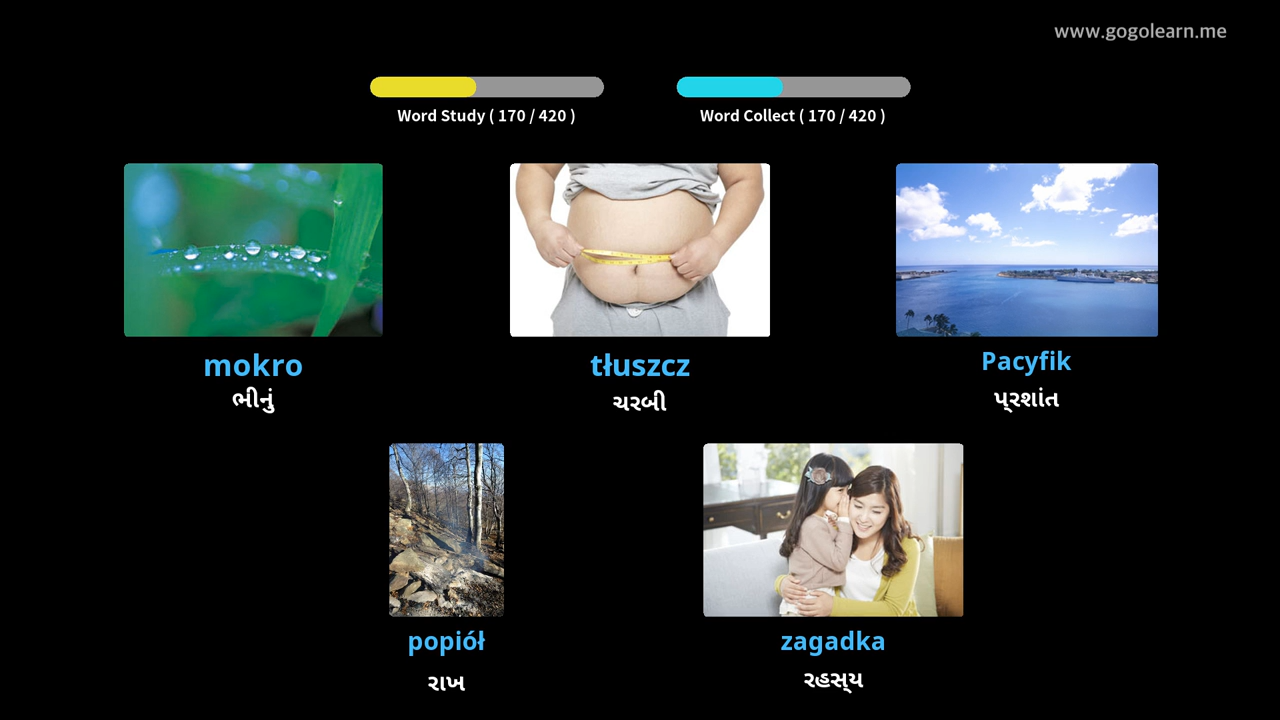 www.gogolearn.me
Word Study ( 170 / 420 )
Word Collect ( 170 / 420 )
mokro
ભીનું
tłuszcz
ચરબી
Pacyfik
પ્રશાંત
popiół
રાખ
zagadka
રહસ્ય